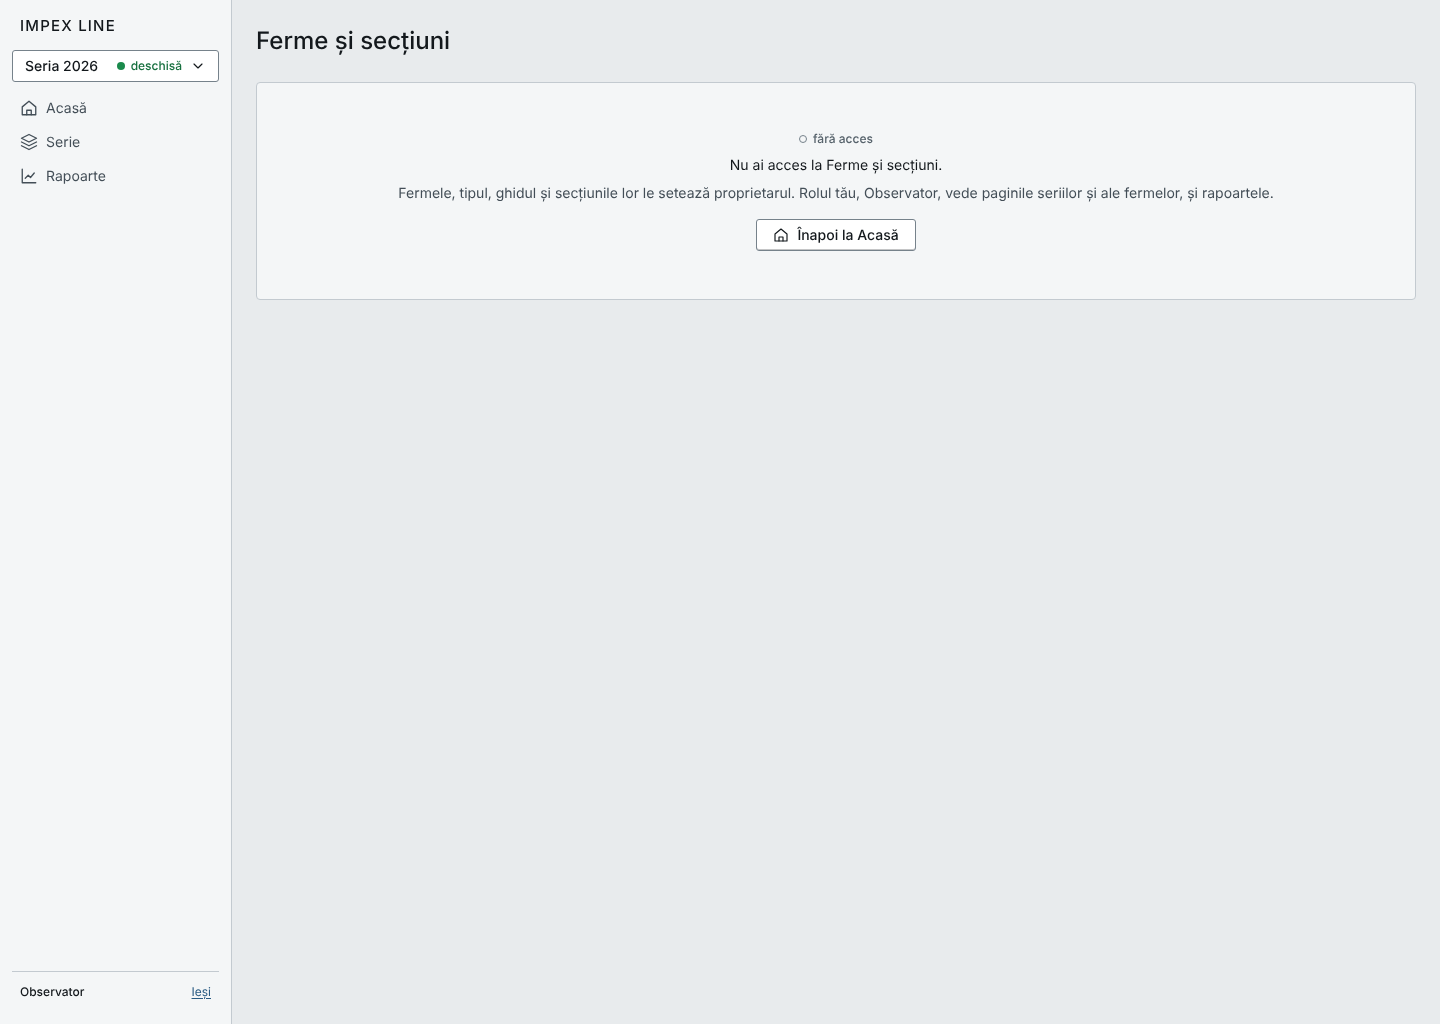 IMPEX LINE
Seria 2026 deschisă
Acasă
Serie
Rapoarte
Observator Ieși
Ferme și secțiuni
fără acces
Nu ai acces la Ferme și secțiuni.
Fermele, tipul, ghidul și secțiunile lor le setează proprietarul. Rolul tău, Observator, vede paginile seriilor și ale fermelor, și rapoartele.
Înapoi la Acasă